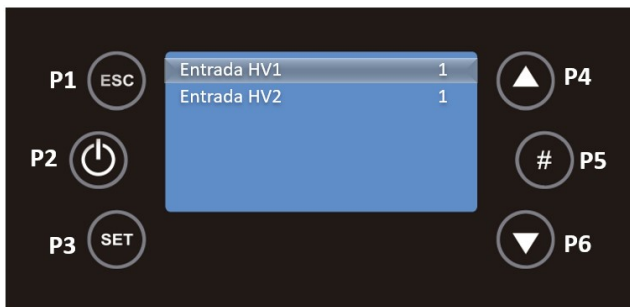 P1 ESC
Entrada HV1 1
P4
Entrada HV2 1
P2
# P5
P3 SET
P6